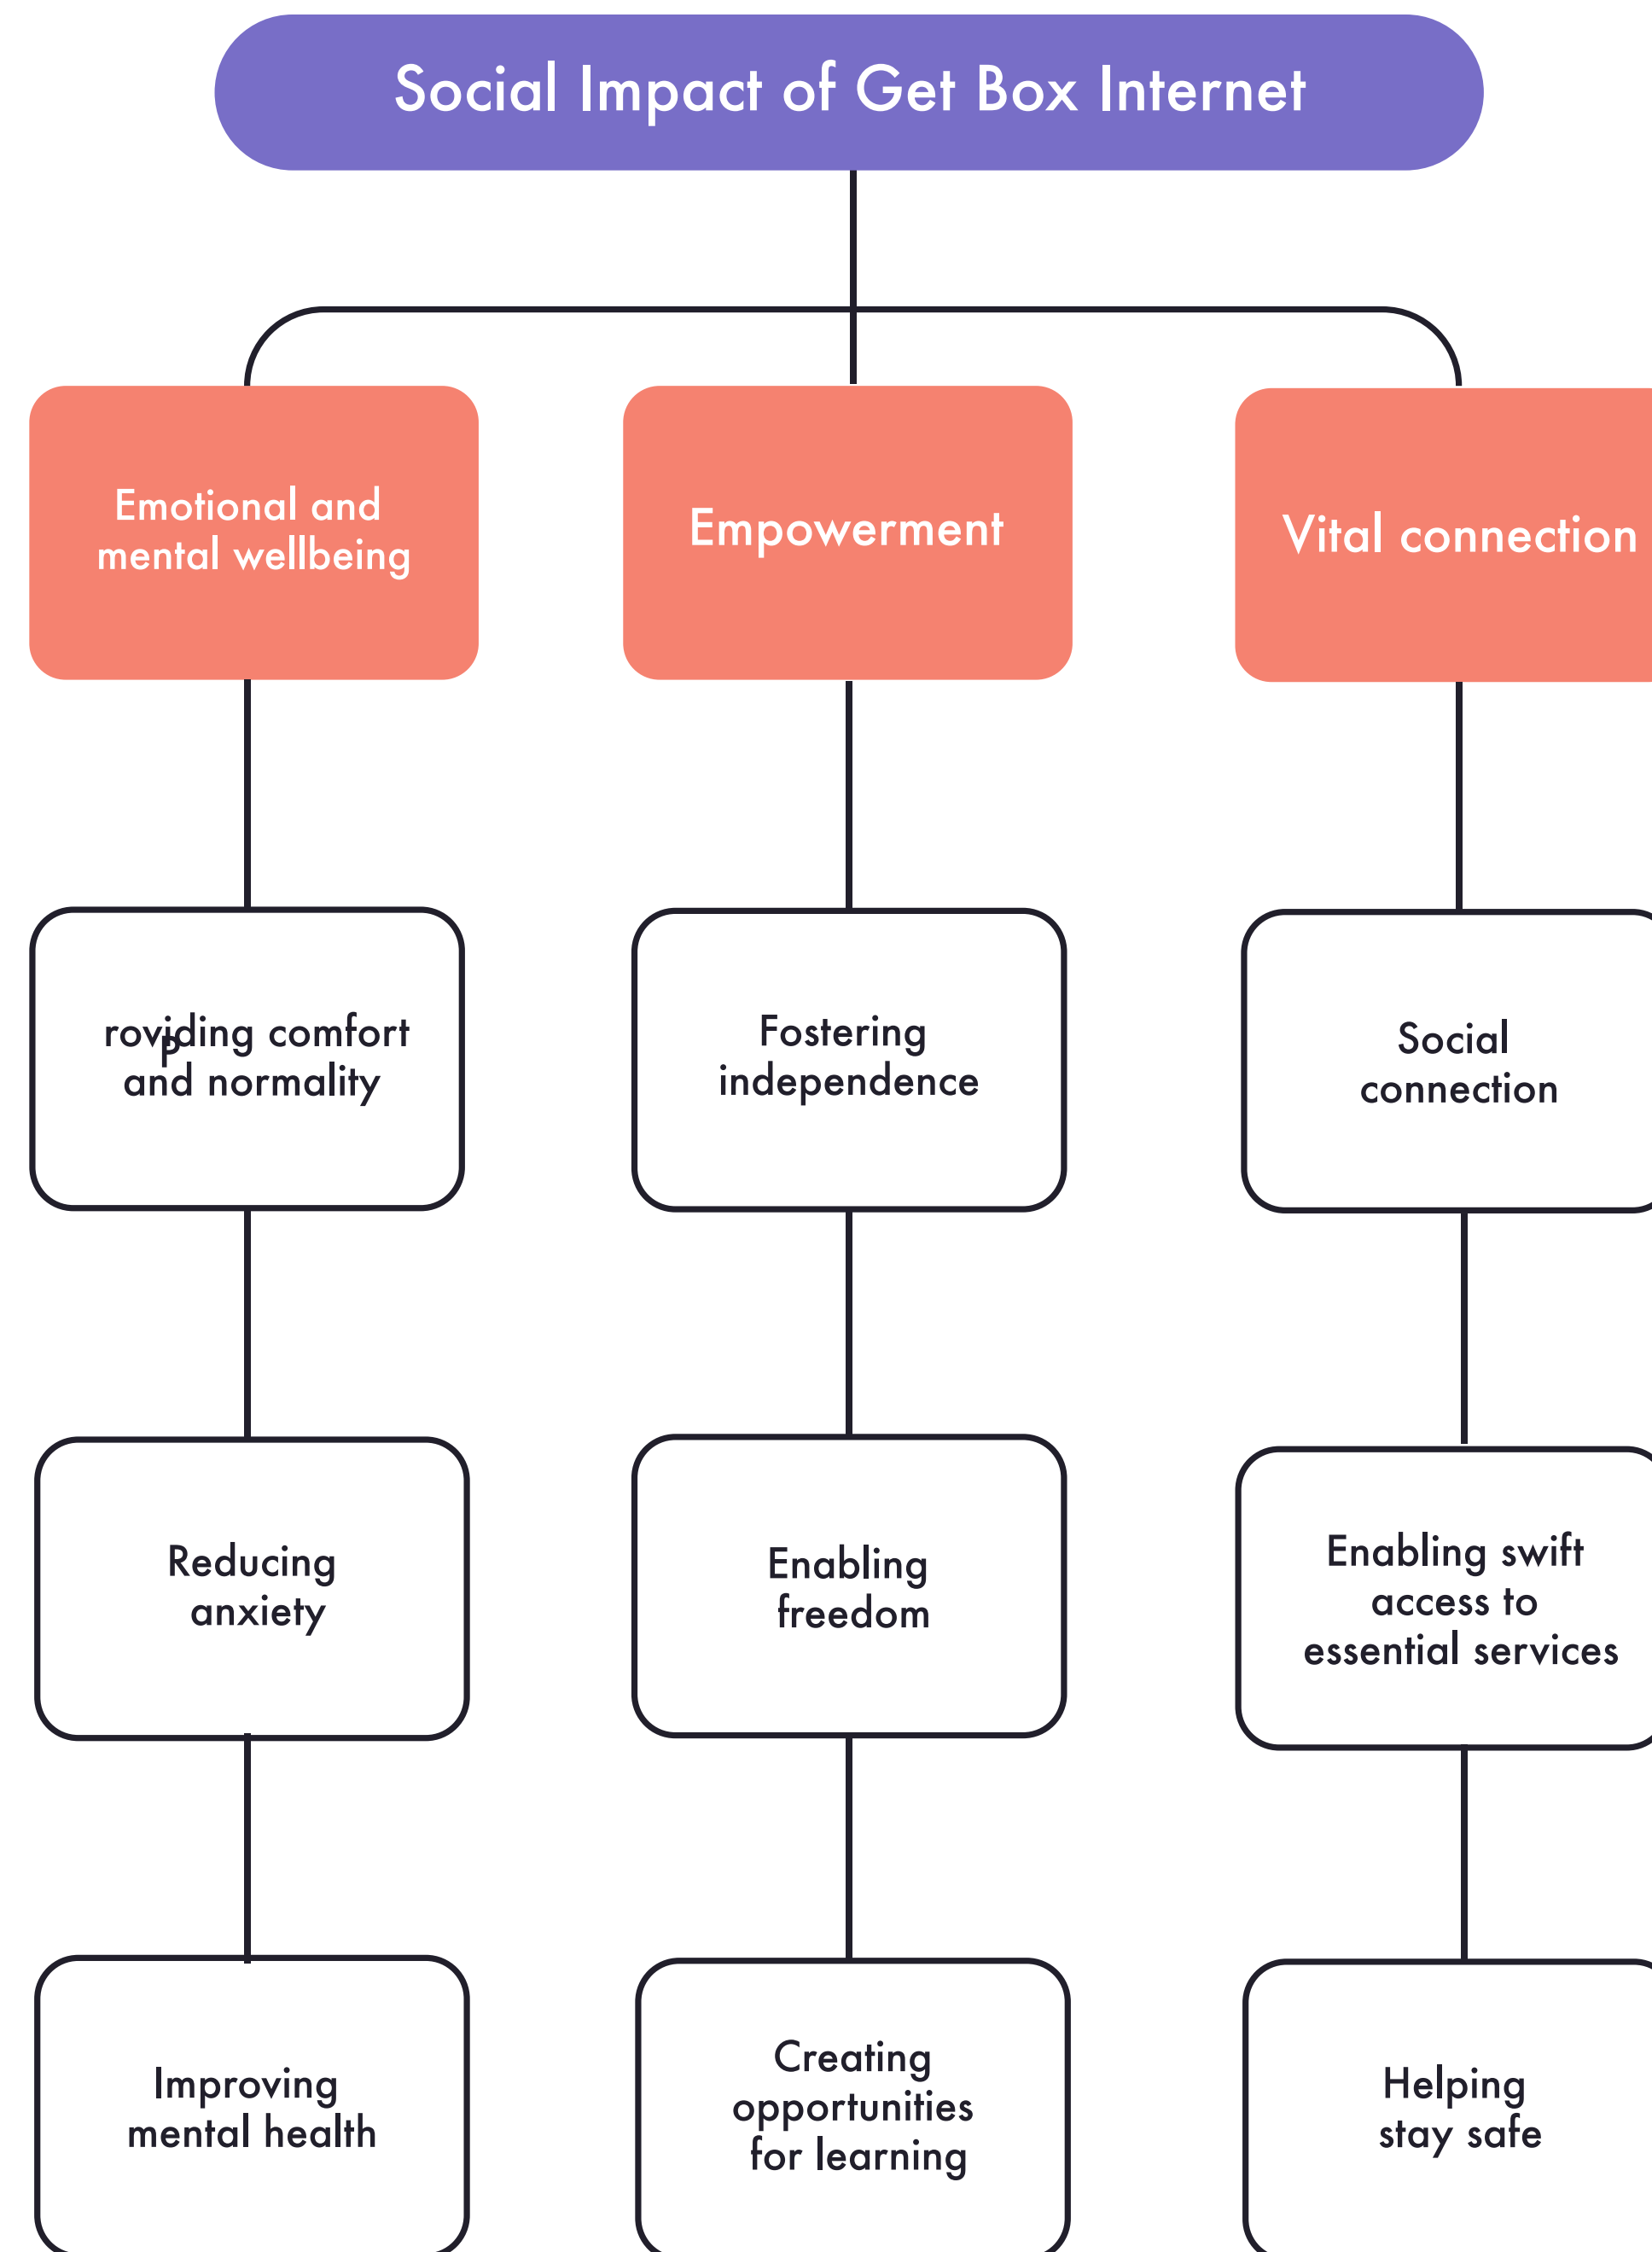 Social Impact of Get Box Internet
Emotional and
mental wellbeing
Empowerment
Vital connection
Providing comfort
and normality
Fostering
independence
Social
connection
Reducing
anxiety
Enabling
freedom
Enabling swift
access to
essential services
Improving
mental health
Creating
opportunities
for learning
Helping
stay safe